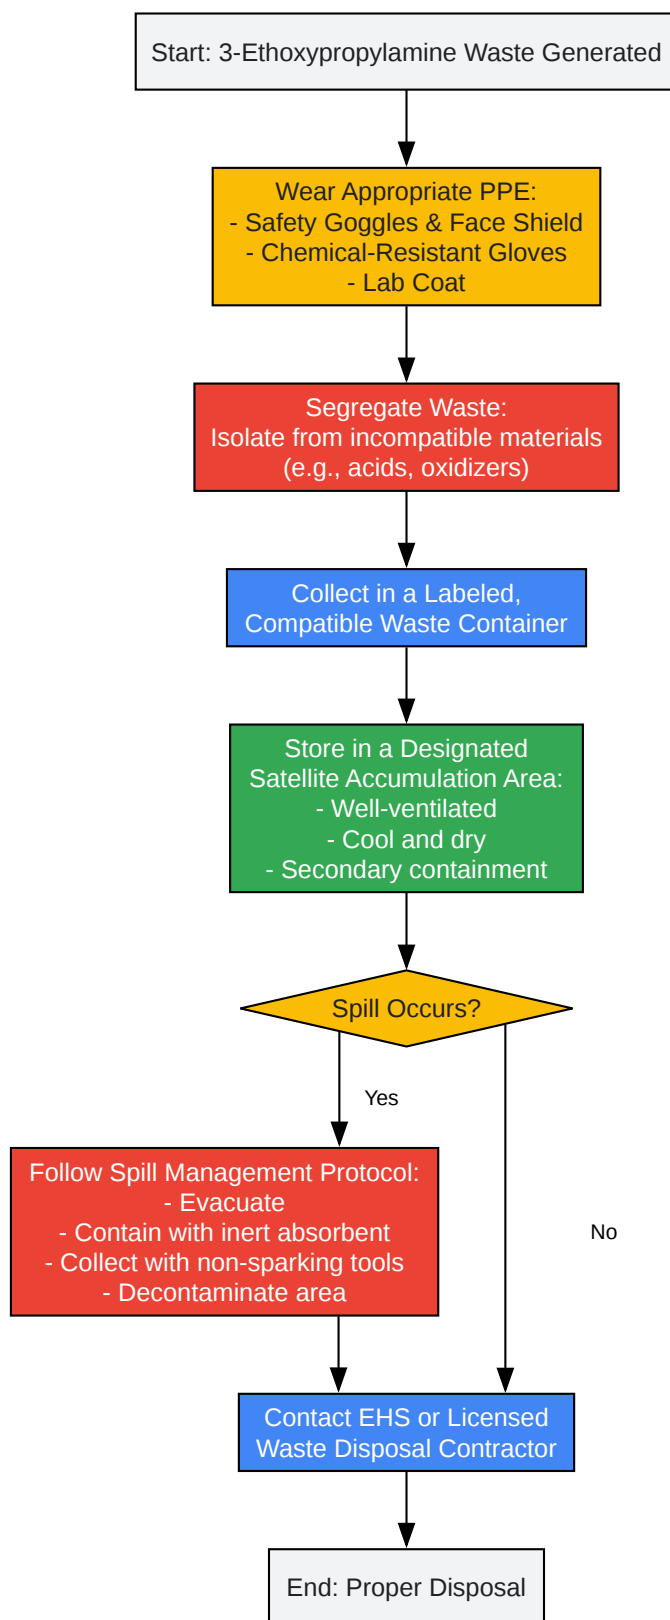 Start: 3-Ethoxypropylamine Waste Generated
Wear Appropriate PPE:
- Safety Goggles & Face Shield
- Chemical-Resistant Gloves
- Lab Coat
Segregate Waste:
Isolate from incompatible materials
(e.g., acids, oxidizers)
Collect in a Labeled,
Compatible Waste Container
Store in a Designated
Satellite Accumulation Area:
- Well-ventilated
- Cool and dry
- Secondary containment
Spill Occurs?
Yes
Follow Spill Management Protocol:
- Evacuate
- Contain with inert absorbent
- Collect with non-sparking tools
- Decontaminate area
No
Contact EHS or Licensed
Waste Disposal Contractor
End: Proper Disposal